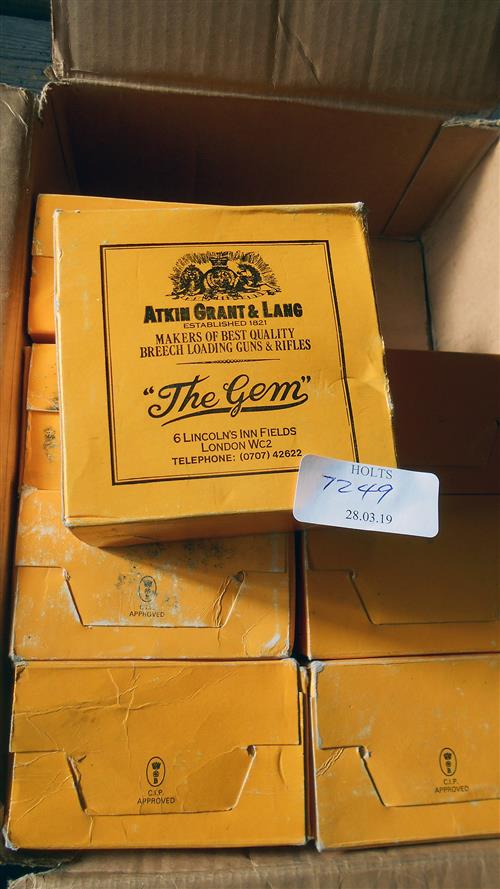 ATKIN GRANT & LANG
ESTABLISHED 1821
MAKERS OF BEST QUALITY
BREECH LOADING GUNS & RIFLES
"The Gem"
6 LINCOLN'S INN FIELDS
LONDON WC2
TELEPHONE: (0707) 42622
HOLTS
7249
28.03.19
C.I.P.
APPROVED
C.I.P.
APPROVED
C.I.P.
APPROVED